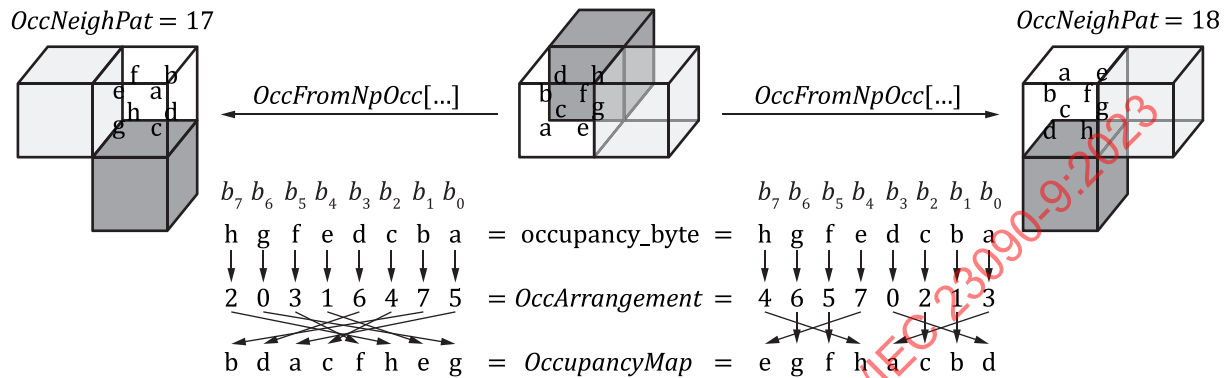 OccNeighPat = 17
OccNeighPat = 18
f b
e a
h d
g c
OccFromNpOcc[…]
d h
b f
c g
a e
OccFromNpOcc[…]
a e
b f
c g
d h
b7 b6 b5 b4 b3 b2 b1 b0
b7 b6 b5 b4 b3 b2 b1 b0
h g f e d c b a = occupancy_byte = h g f e d c b a
2 0 3 1 6 4 7 5 = OccArrangement = 4 6 5 7 0 2 1 3
b d a c f h e g = OccupancyMap = e g f h a c b d
IEC 23090-9:2023